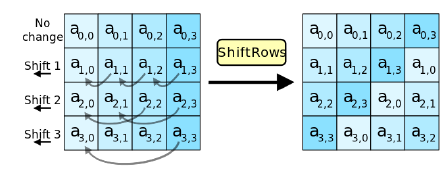 No change a0,0 a0,1 a0,2 a0,3 ShiftRows a0,0 a0,1 a0,2 a0,3
Shift 1 a1,0 a1,1 a1,2 a1,3 a1,1 a1,2 a1,3 a1,0
Shift 2 a2,0 a2,1 a2,2 a2,3 a2,2 a2,3 a2,0 a2,1
Shift 3 a3,0 a3,1 a3,2 a3,3 a3,3 a3,0 a3,1 a3,2